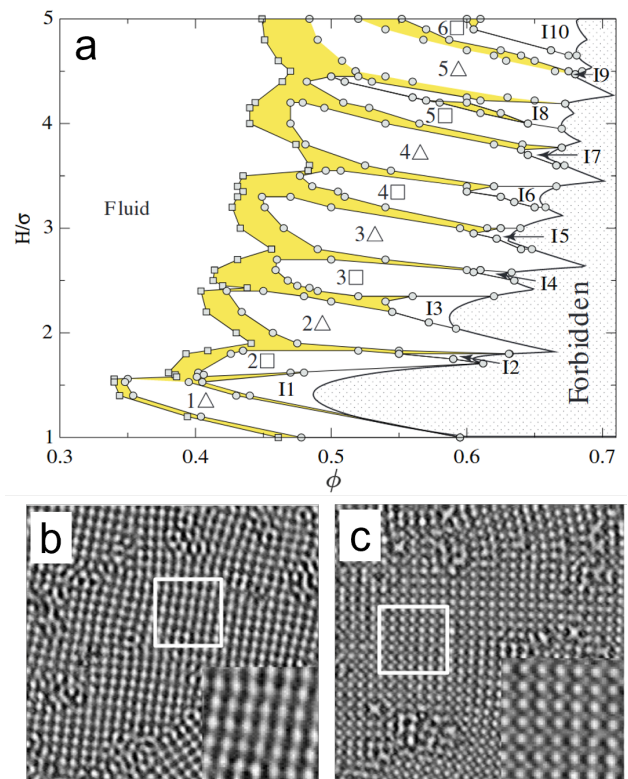 a
5
4
3
2
1
H/σ
Fluid
6□
I10
5△
I9
I8
5□
4△
I7
4□
I6
3△
I5
3□
I4
2△
I3
2□
I2
I1
1△
Forbidden
0.3 0.4 0.5 0.6 0.7
ϕ
b
c